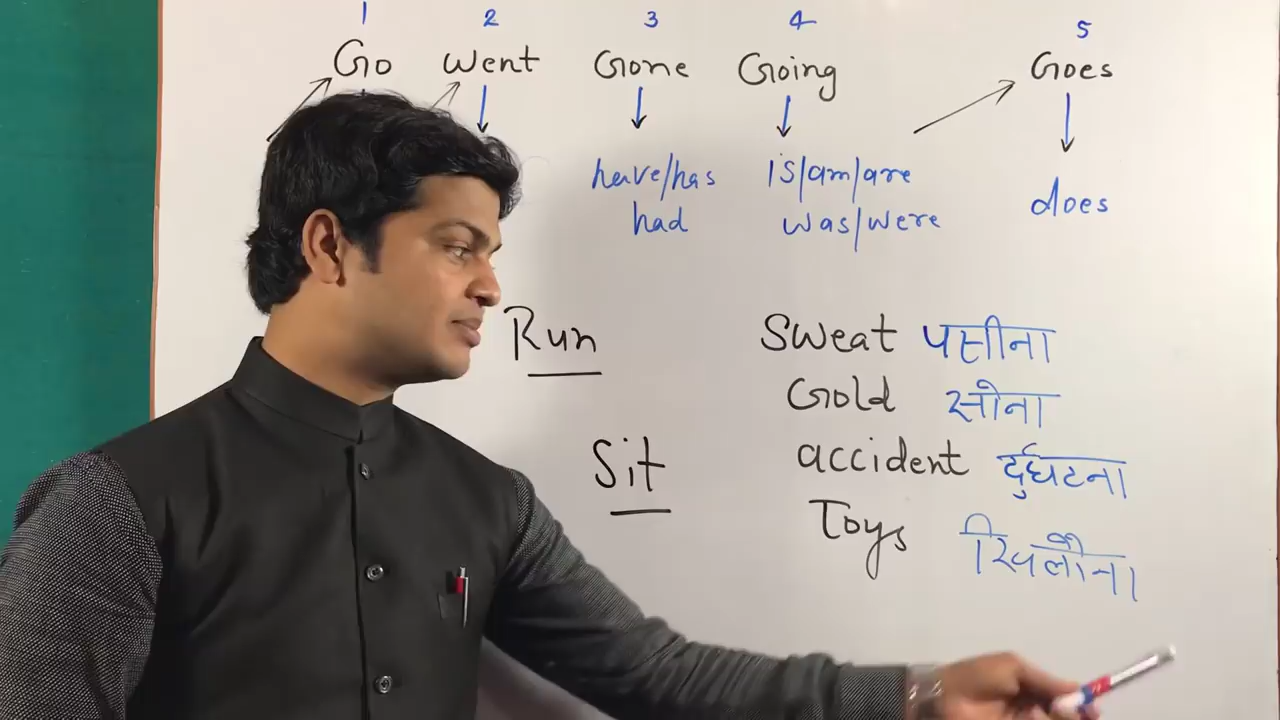 1 2 3 4 5
Go Went Gone Going Goes
have/has is/am/are does
had was/were
Run
Sweat पसीना
Gold सोना
Sit
accident दुर्घटना
Toys खिलौना